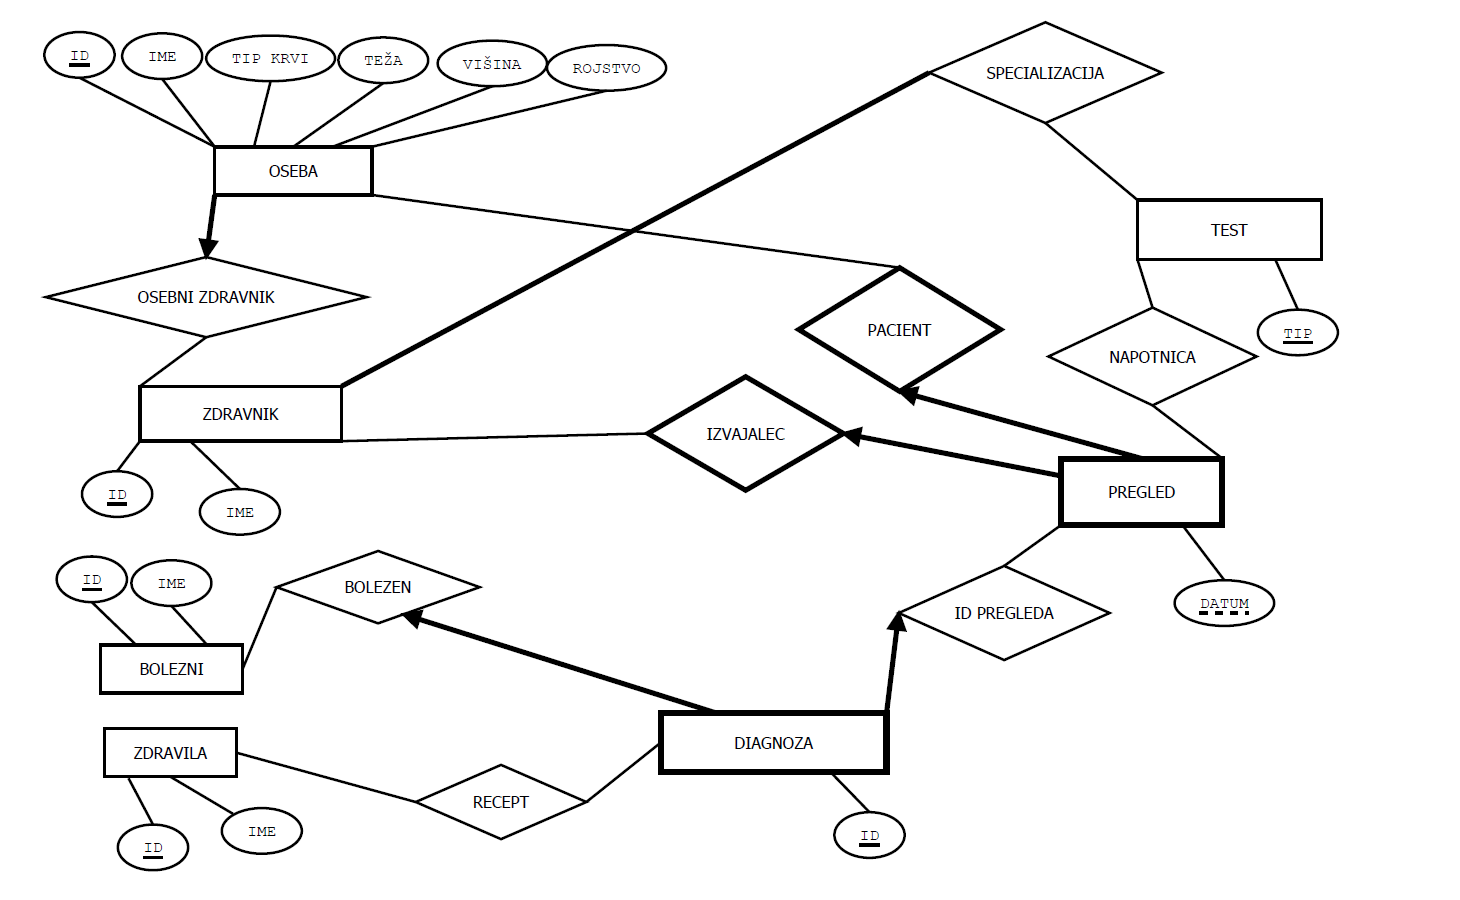 ID
IME
TIP KRVI
TEŽA
VIŠINA
ROJSTVO
SPECIALIZACIJA
OSEBA
TEST
OSEBNI ZDRAVNIK
PACIENT
NAPOTNICA
TIP
ZDRAVNIK
IZVAJALEC
ID
IME
PREGLED
ID
IME
BOLEZEN
ID PREGLEDA
DATUM
BOLEZNI
ZDRAVILA
DIAGNOZA
RECEPT
ID
IME
ID